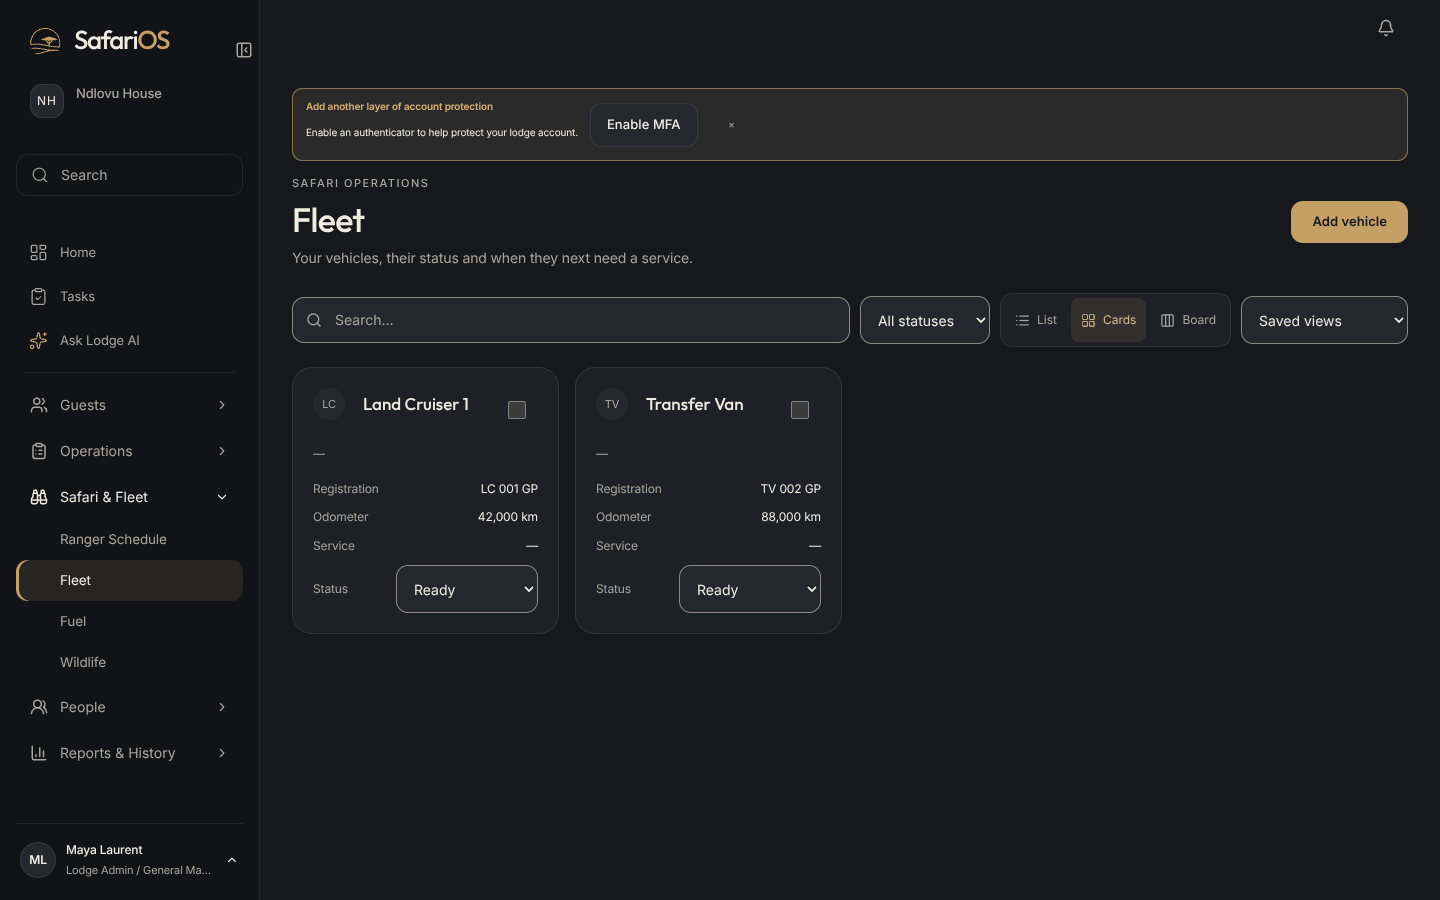 SafariOS
NH
Ndlovu House
Search
Home
Tasks
Ask Lodge AI
Guests
Operations
Safari & Fleet
Ranger Schedule
Fleet
Fuel
Wildlife
People
Reports & History
ML
Maya Laurent
Lodge Admin / General Ma...
Add another layer of account protection
Enable an authenticator to help protect your lodge account.
Enable MFA
×
SAFARI OPERATIONS
Fleet
Your vehicles, their status and when they next need a service.
Add vehicle
Search...
All statuses
List
Cards
Board
Saved views
LC
Land Cruiser 1
—
Registration LC 001 GP
Odometer 42,000 km
Service —
Status Ready
TV
Transfer Van
—
Registration TV 002 GP
Odometer 88,000 km
Service —
Status Ready